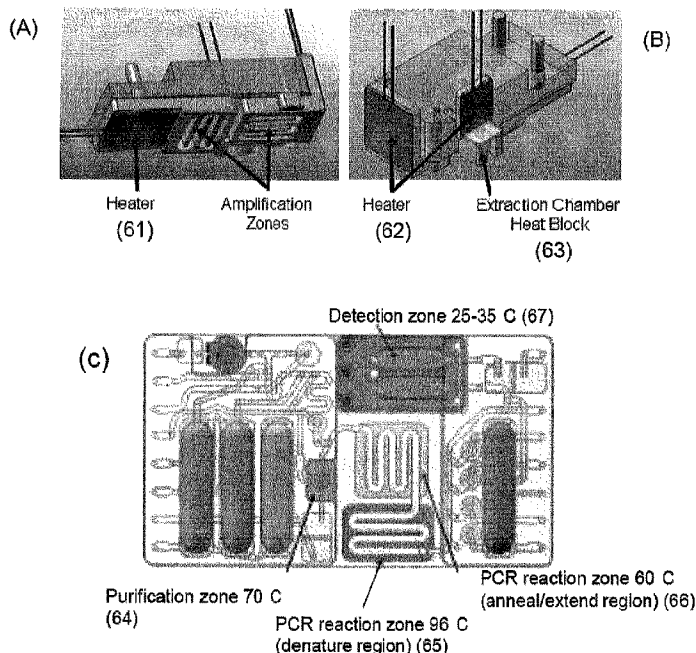 (A)
(B)
Heater
(61)
Amplification
Zones
Heater
(62)
Extraction Chamber
Heat Block
(63)
Detection zone 25-35 C (67)
(c)
Purification zone 70 C
(64)
PCR reaction zone 96 C
(denature region) (65)
PCR reaction zone 60 C
(anneal/extend region) (66)